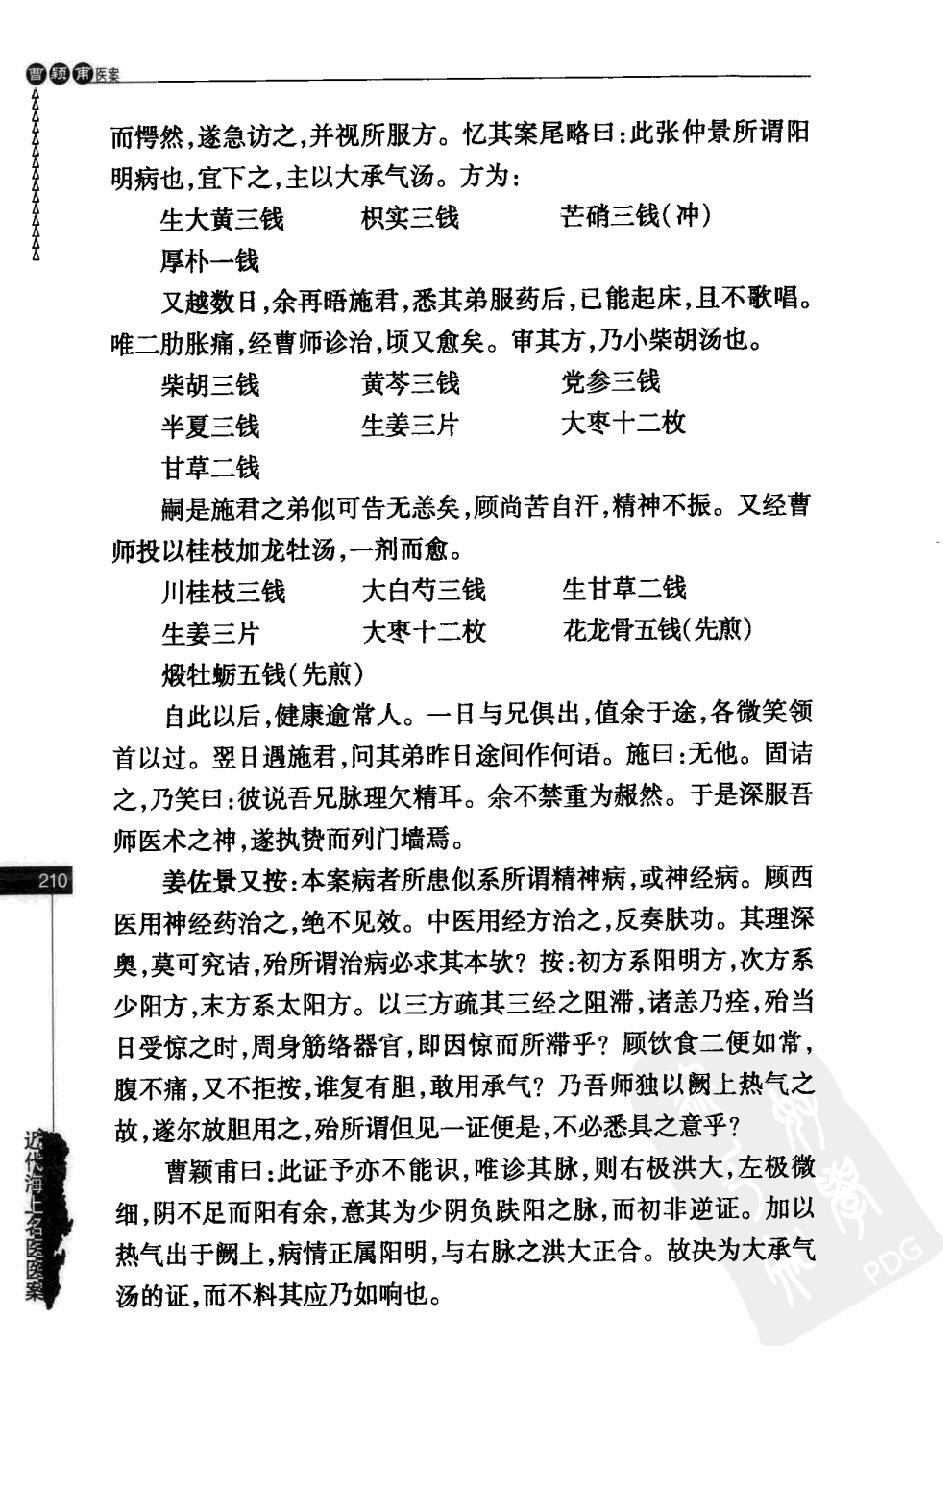 曹颖甫医案
而愕然,遂急访之,并视所服方。忆其案尾略曰:此张仲景所谓阳
明病也,宜下之,主以大承气汤。方为:
生大黄三钱 枳实三钱 芒硝三钱(冲)
厚朴一钱
又越数日,余再晤施君,悉其弟服药后,已能起床,且不歌唱。
唯二肋胀痛,经曹师诊治,顷又愈矣。审其方,乃小柴胡汤也。
柴胡三钱 黄芩三钱 党参三钱
半夏三钱 生姜三片 大枣十二枚
甘草二钱
嗣是施君之弟似可告无恙矣,顾尚苦自汗,精神不振。又经曹
师投以桂枝加龙牡汤,一剂而愈。
川桂枝三钱 大白芍三钱 生甘草二钱
生姜三片 大枣十二枚 花龙骨五钱(先煎)
煅牡蛎五钱(先煎)
自此以后,健康逾常人。一日与兄俱出,值余于途,各微笑颔
首以过。翌日遇施君,问其弟昨日途间作何语。施曰:无他。固诘
之,乃笑曰:彼说吾兄脉理欠精耳。余不禁重为赧然。于是深服吾
师医术之神,遂执贽而列门墙焉。
姜佐景又按:本案病者所患似系所谓精神病,或神经病。顾西
医用神经药治之,绝不见效。中医用经方治之,反奏肤功。其理深
奥,莫可究诘,殆所谓治病必求其本欤?按:初方系阳明方,次方系
少阳方,末方系太阳方。以三方疏其三经之阻滞,诸恙乃痊,殆当
日受惊之时,周身筋络器官,即因惊而所滞乎?顾饮食二便如常,
腹不痛,又不拒按,谁复有胆,敢用承气?乃吾师独以阙上热气之
故,遂尔放胆用之,殆所谓但见一证便是,不必悉具之意乎?
曹颖甫曰:此证予亦不能识,唯诊其脉,则右极洪大,左极微
细,阴不足而阳有余,意其为少阴负趺阳之脉,而初非逆证。加以
热气出于阙上,病情正属阳明,与右脉之洪大正合。故决为大承气
汤的证,而不料其应乃如响也。
210
近代海上名医医案
PDG